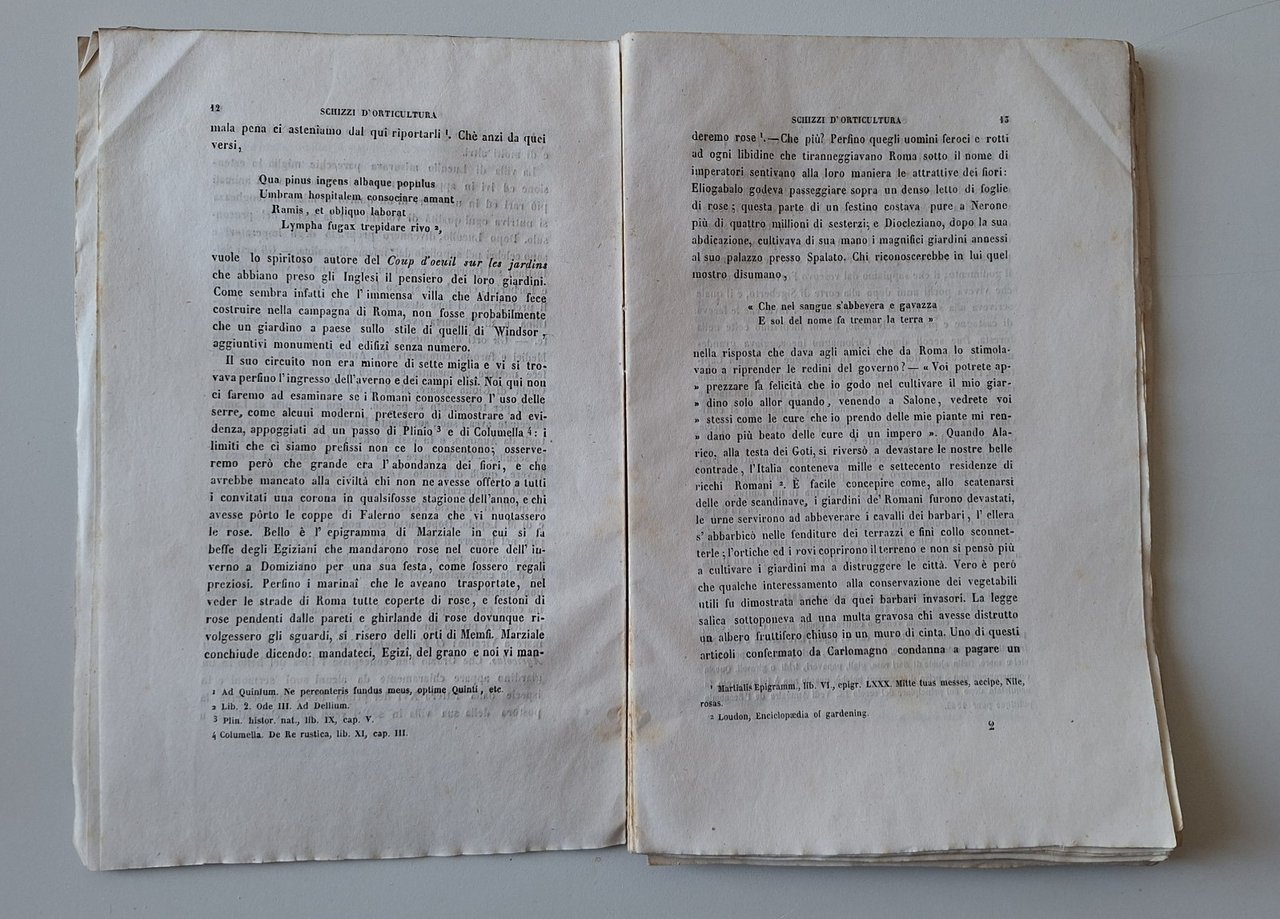 12
SCHIZZI D'ORTICULTURA
mala pena ci asteniamo dal qui riportarli ¹. Chè anzi da quei
versi,
Qua pinus ingens albaque populus
Umbram hospitalem consociare amant
Ramis, et obliquo laborat
Lympha fugax trepidare rivo ²,
vuole lo spiritoso autore del Coup d'oeuil sur les jardins
che abbiano preso gli Inglesi il pensiero dei loro giardini.
Come sembra infatti che l'immensa villa che Adriano fece
costruire nella campagna di Roma, non fosse probabilmente
che un giardino a paese sullo stile di quelli di Windsor,
aggiuntivi monumenti ed edifizî senza numero.
Il suo circuito non era minore di sette miglia e vi si tro-
vava perfino l'ingresso dell'averno e dei campi elisi. Noi qui non
ci faremo ad esaminare se i Romani conoscessero l'uso delle
serre, come alcuni moderni pretesero di dimostrare ad evi-
denza, appoggiati ad un passo di Plinio ³ e di Columella ⁴: i
limiti che ci siamo prefissi non ce lo consentono; osserve-
remo però che grande era l'abondanza dei fiori, e che
avrebbe mancato alla civiltà chi non ne avesse offerto a tutti
i convitati una corona in qualsifosse stagione dell'anno, e chi
avesse pôrto le coppe di Falerno senza che vi nuotassero
le rose. Bello è l'epigramma di Marziale in cui si fa
beffe degli Egiziani che mandarono rose nel cuore dell'in-
verno a Domiziano per una sua festa, come fossero regali
preziosi. Perfino i marinaî che le aveano trasportate, nel
veder le strade di Roma tutte coperte di rose, e festoni di
rose pendenti dalle pareti e ghirlande di rose dovunque ri-
volgessero gli sguardi, si risero delli orti di Memfi. Marziale
conchiude dicendo: mandateci, Egizî, del grano e noi vi man-
¹ Ad Quintum. Ne perconteris fundus meus, optime Quinti, etc.
² Lib. 2. Ode III. Ad Dellium.
³ Plin. histor. nat., lib. IX, cap. V.
⁴ Columella. De Re rustica, lib. XI, cap. III.
SCHIZZI D'ORTICULTURA
13
deremo rose ¹.—Che più? Perfino quegli uomini feroci e rotti
ad ogni libidine che tiranneggiavano Roma sotto il nome di
imperatori sentivano alla loro maniera le attrattive dei fiori:
Eliogabalo godeva passeggiare sopra un denso letto di foglie
di rose; questa parte di un festino costava pure a Nerone
più di quattro millioni di sesterzi; e Diocleziano, dopo la sua
abdicazione, cultivava di sua mano i magnifici giardini annessi
al suo palazzo presso Spalato. Chi riconoscerebbe in lui quel
mostro disumano,
« Che nel sangue s'abbevera e gavazza
E sol del nome fa tremar la terra »
nella risposta che dava agli amici che da Roma lo stimola-
vano a riprender le redini del governo?—« Voi potrete ap-
» prezzare la felicità che io godo nel cultivare il mio giar-
» dino solo allor quando, venendo a Salone, vedrete voi
» stessi come le cure che io prendo delle mie piante mi ren-
» dano più beato delle cure di un impero ». Quando Ala-
rico, alla testa dei Goti, si riversò a devastare le nostre belle
contrade, l'Italia conteneva mille e settecento residenze di
ricchi Romani ². È facile concepire come, allo scatenarsi
delle orde scandinave, i giardini de' Romani furono devastati,
le urne servirono ad abbeverare i cavalli dei barbari, l'ellera
s'abbarbicò nelle fenditure dei terrazzi e finì collo sconnet-
terle; l'ortiche ed i rovi coprirono il terreno e non si pensò più
a cultivare i giardini ma a distruggere le città. Vero è però
che qualche interessamento alla conservazione dei vegetabili
utili fu dimostrata anche da quei barbari invasori. La legge
salica sottoponeva ad una multa gravosa chi avesse distrutto
un albero fruttifero chiuso in un muro di cinta. Uno di questi
articoli confermato da Carlomagno condanna a pagare un
¹ Martialis Epigramm., lib. VI, epigr. LXXX. Mitte tuas messes, accipe, Nile,
rosas.
² Loudon, Enciclopædia of gardening.
2